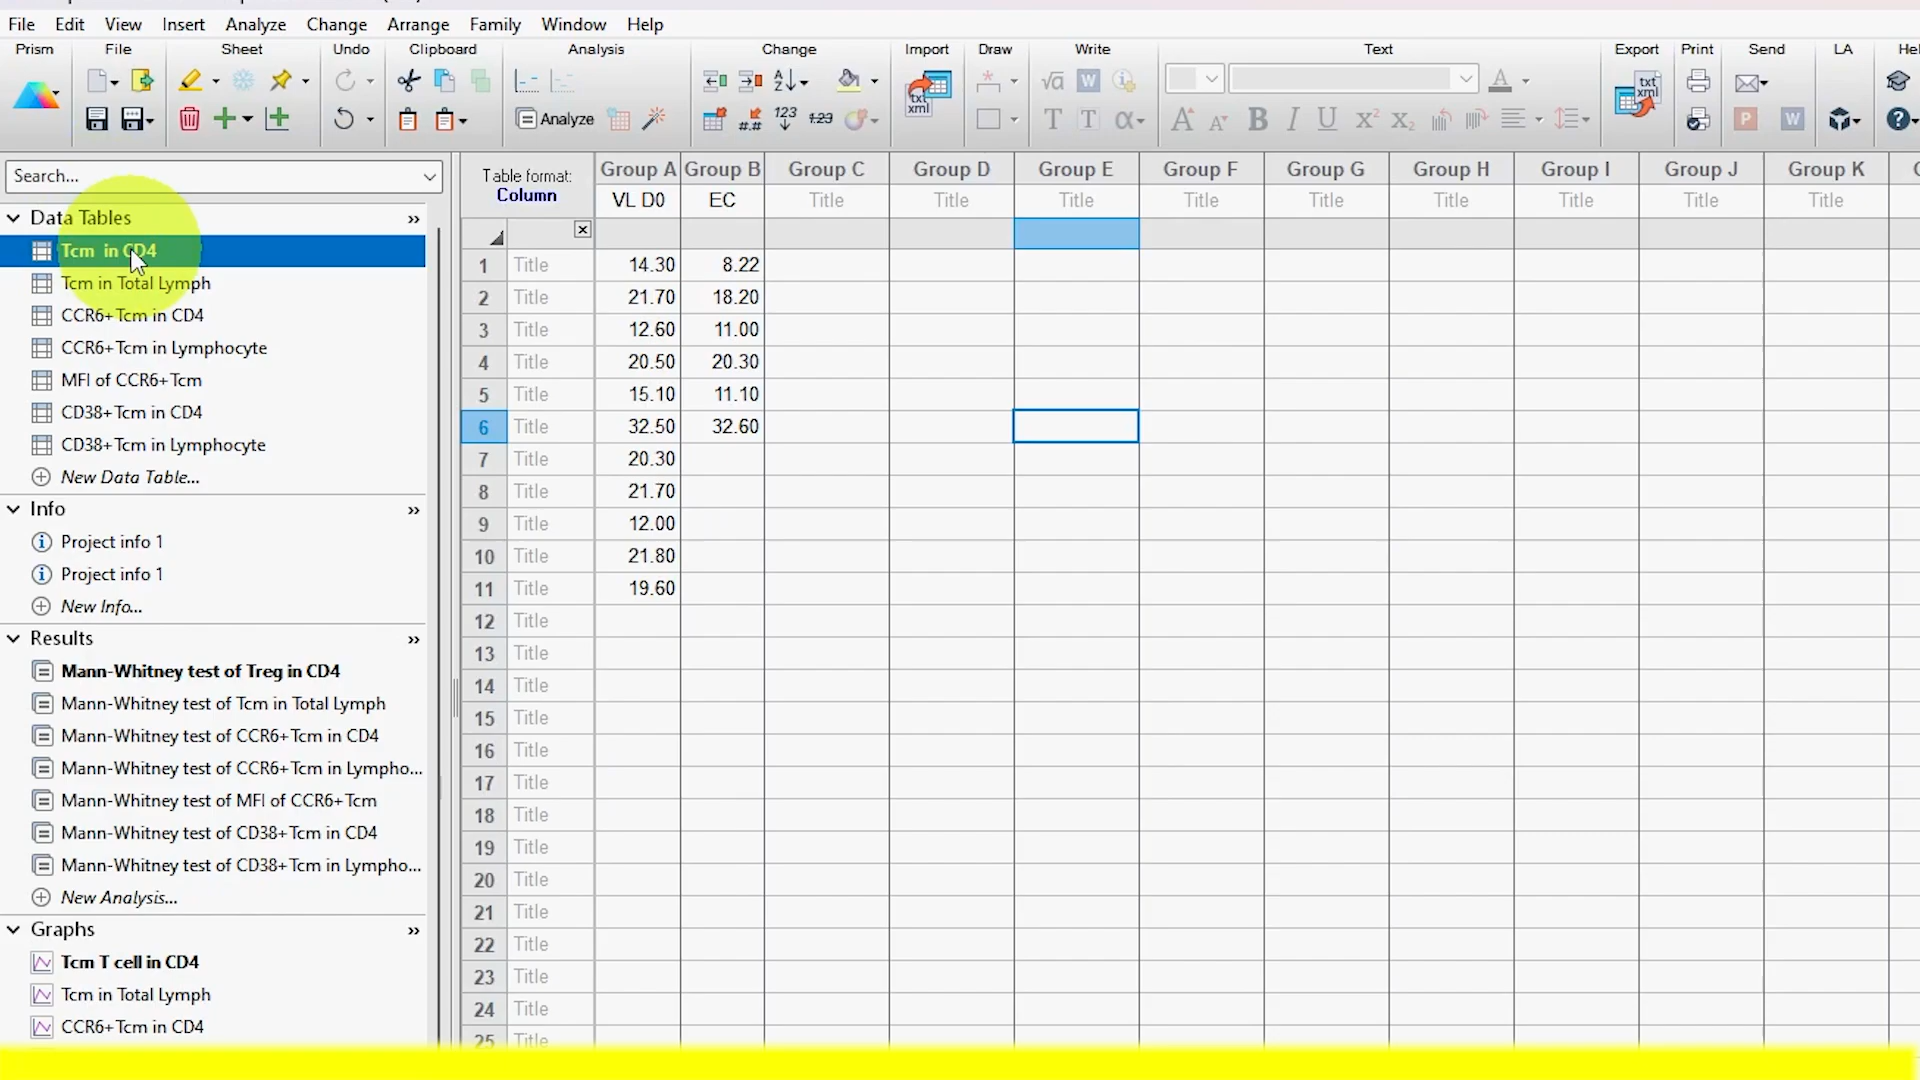 File Edit View Insert Analyze Change Arrange Family Window Help
Prism File Sheet Undo Clipboard Analysis Change Import Draw Write Text Export Print Send LA
Analyze
Search...
Table format:
Column
Group A Group B Group C Group D Group E Group F Group G Group H Group I Group J Group K
VL D0 EC Title Title Title Title Title Title Title Title Title
Data Tables
Tcm in CD4
Tcm in Total Lymph
CCR6+Tcm in CD4
CCR6+Tcm in Lymphocyte
MFI of CCR6+Tcm
CD38+Tcm in CD4
CD38+Tcm in Lymphocyte
New Data Table...
Info
Project info 1
Project info 1
New Info...
Results
Mann-Whitney test of Treg in CD4
Mann-Whitney test of Tcm in Total Lymph
Mann-Whitney test of CCR6+Tcm in CD4
Mann-Whitney test of CCR6+Tcm in Lympho...
Mann-Whitney test of MFI of CCR6+Tcm
Mann-Whitney test of CD38+Tcm in CD4
Mann-Whitney test of CD38+Tcm in Lympho...
New Analysis...
Graphs
Tcm T cell in CD4
Tcm in Total Lymph
CCR6+Tcm in CD4
1 Title 14.30 8.22
2 Title 21.70 18.20
3 Title 12.60 11.00
4 Title 20.50 20.30
5 Title 15.10 11.10
6 Title 32.50 32.60
7 Title 20.30
8 Title 21.70
9 Title 12.00
10 Title 21.80
11 Title 19.60
12 Title
13 Title
14 Title
15 Title
16 Title
17 Title
18 Title
19 Title
20 Title
21 Title
22 Title
23 Title
24 Title
25 Title